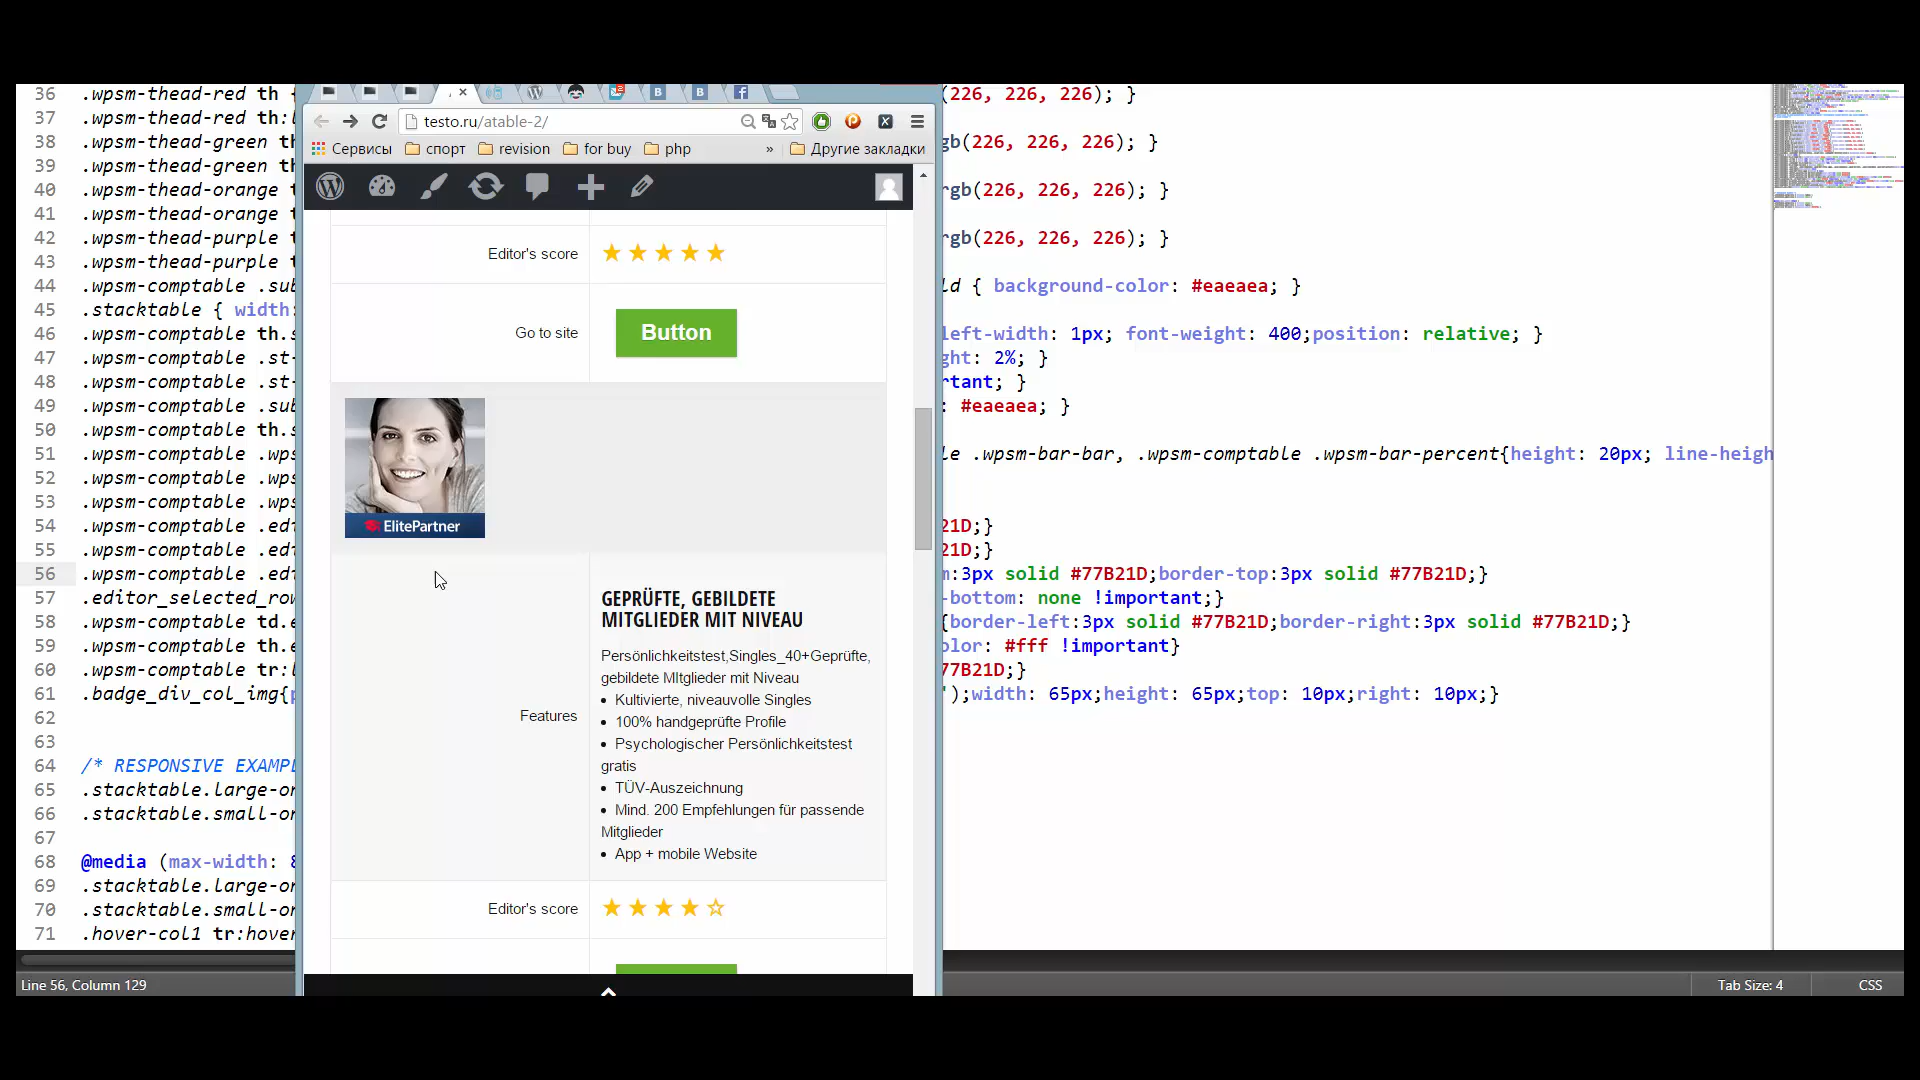 testo.ru/atable-2/
Сервисы спорт revision for buy php » Другие закладки
Editor's score
Go to site Button
ElitePartner
GEPRÜFTE, GEBILDETE
MITGLIEDER MIT NIVEAU
Persönlichkeitstest,Singles_40+Geprüfte,
gebildete MItglieder mit Niveau
• Kultivierte, niveauvolle Singles
• 100% handgeprüfte Profile
Features
• Psychologischer Persönlichkeitstest
gratis
• TÜV-Auszeichnung
• Mind. 200 Empfehlungen für passende
Mitglieder
• App + mobile Website
Editor's score
36 .wpsm-thead-red th {
37 .wpsm-thead-red th:
38 .wpsm-thead-green th
39 .wpsm-thead-green th
40 .wpsm-thead-orange
41 .wpsm-thead-orange
42 .wpsm-thead-purple
43 .wpsm-thead-purple
44 .wpsm-comptable
45 .stacktable { width:
46 .wpsm-comptable th.
47 .wpsm-comptable .st-
48 .wpsm-comptable .st-
49 .wpsm-comptable
50 .wpsm-comptable th.
51 .wpsm-comptable
52 .wpsm-comptable
53 .wpsm-comptable
54 .wpsm-comptable
55 .wpsm-comptable
56 .wpsm-comptable
57 .editor_selected_row
58 .wpsm-comptable td.
59 .wpsm-comptable th.
60 .wpsm-comptable tr:
61 .badge_div_col_img{
62
63
64 /* RESPONSIVE EXAMPL
65 .stacktable.large-on
66 .stacktable.small-on
67
68 @media (max-width:
69 .stacktable.large-on
70 .stacktable.small-on
71 .hover-col1 tr:hover
(226, 226, 226); }
gb(226, 226, 226); }
rgb(226, 226, 226); }
rgb(226, 226, 226); }
ld { background-color: #eaeaea; }
left-width: 1px; font-weight: 400;position: relative; }
ght: 2%; }
rtant; }
: #eaeaea; }
le .wpsm-bar-bar, .wpsm-comptable .wpsm-bar-percent{height: 20px; line-heigh
21D;}
21D;}
m:3px solid #77B21D;border-top:3px solid #77B21D;}
-bottom: none !important;}
{border-left:3px solid #77B21D;border-right:3px solid #77B21D;}
olor: #fff !important}
77B21D;}
');width: 65px;height: 65px;top: 10px;right: 10px;}
Line 56, Column 129
Tab Size: 4
CSS